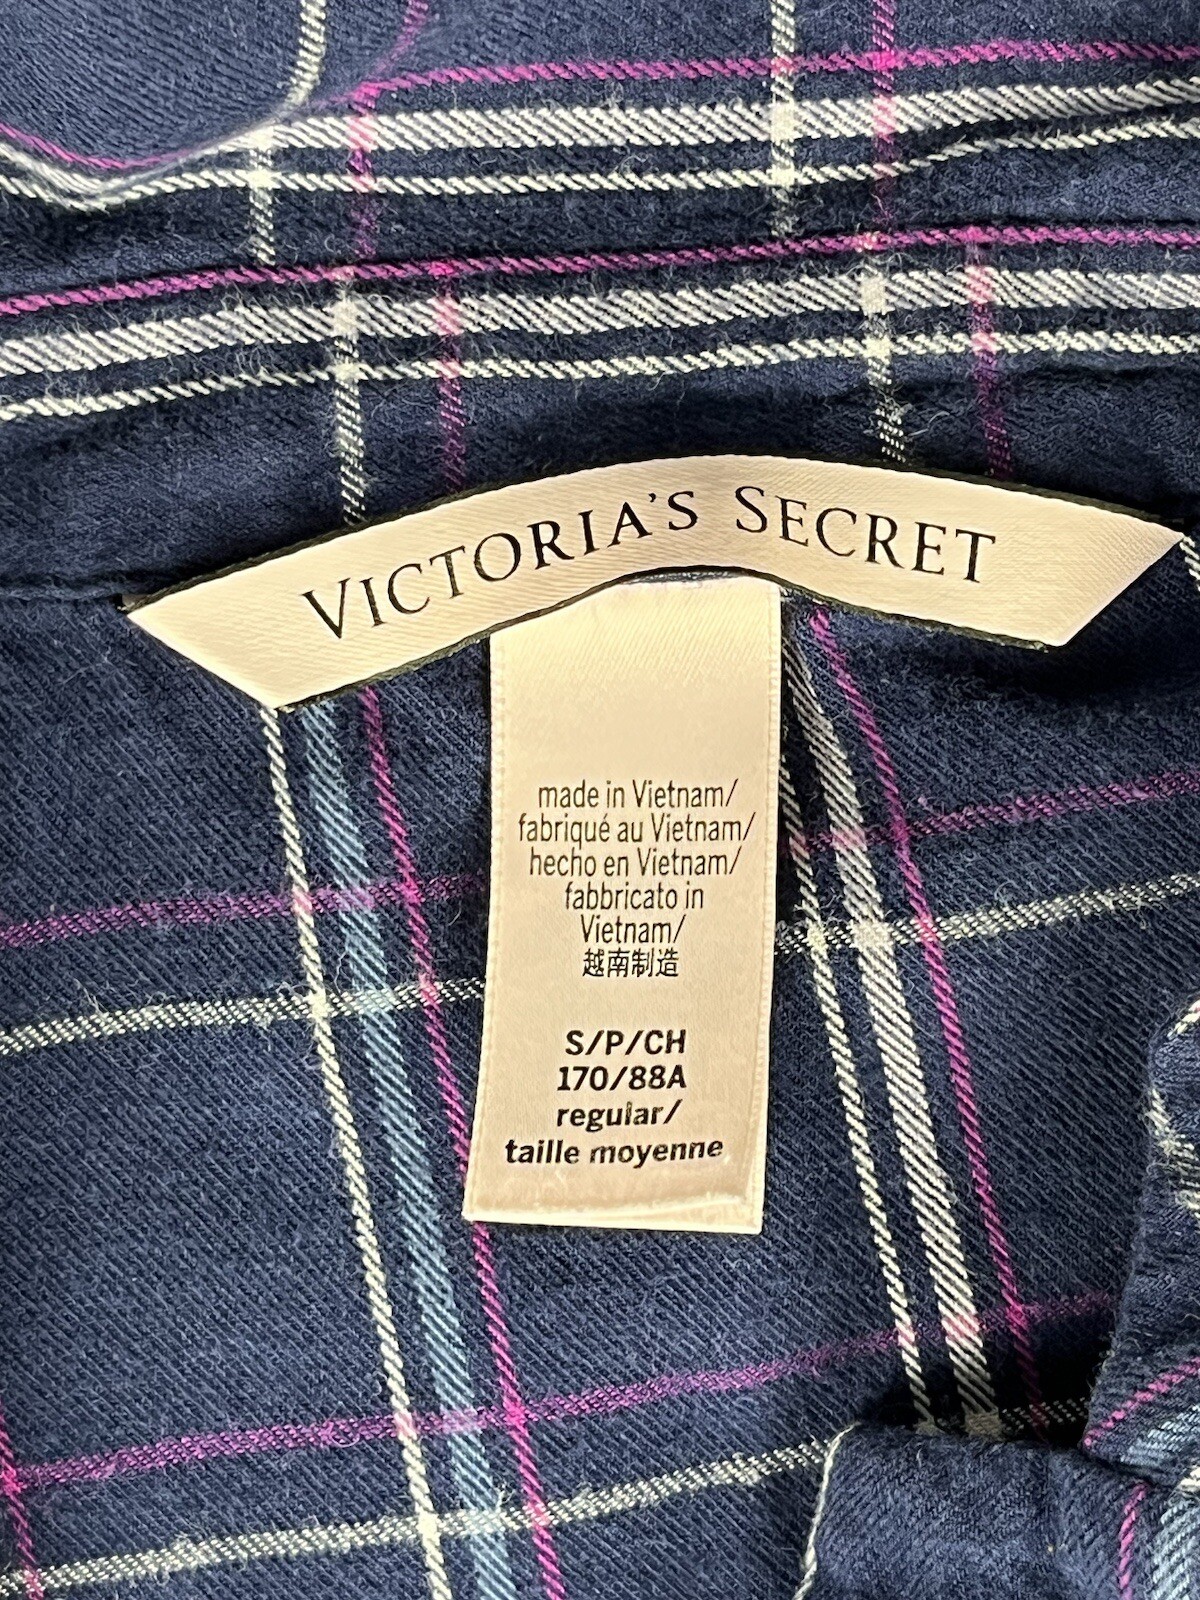 VICTORIA'S SECRET
made in Vietnam/
fabriqué au Vietnam/
hecho en Vietnam/
fabbricato in
Vietnam/
越南制造
S/P/CH
170/88A
regular/
taille moyenne